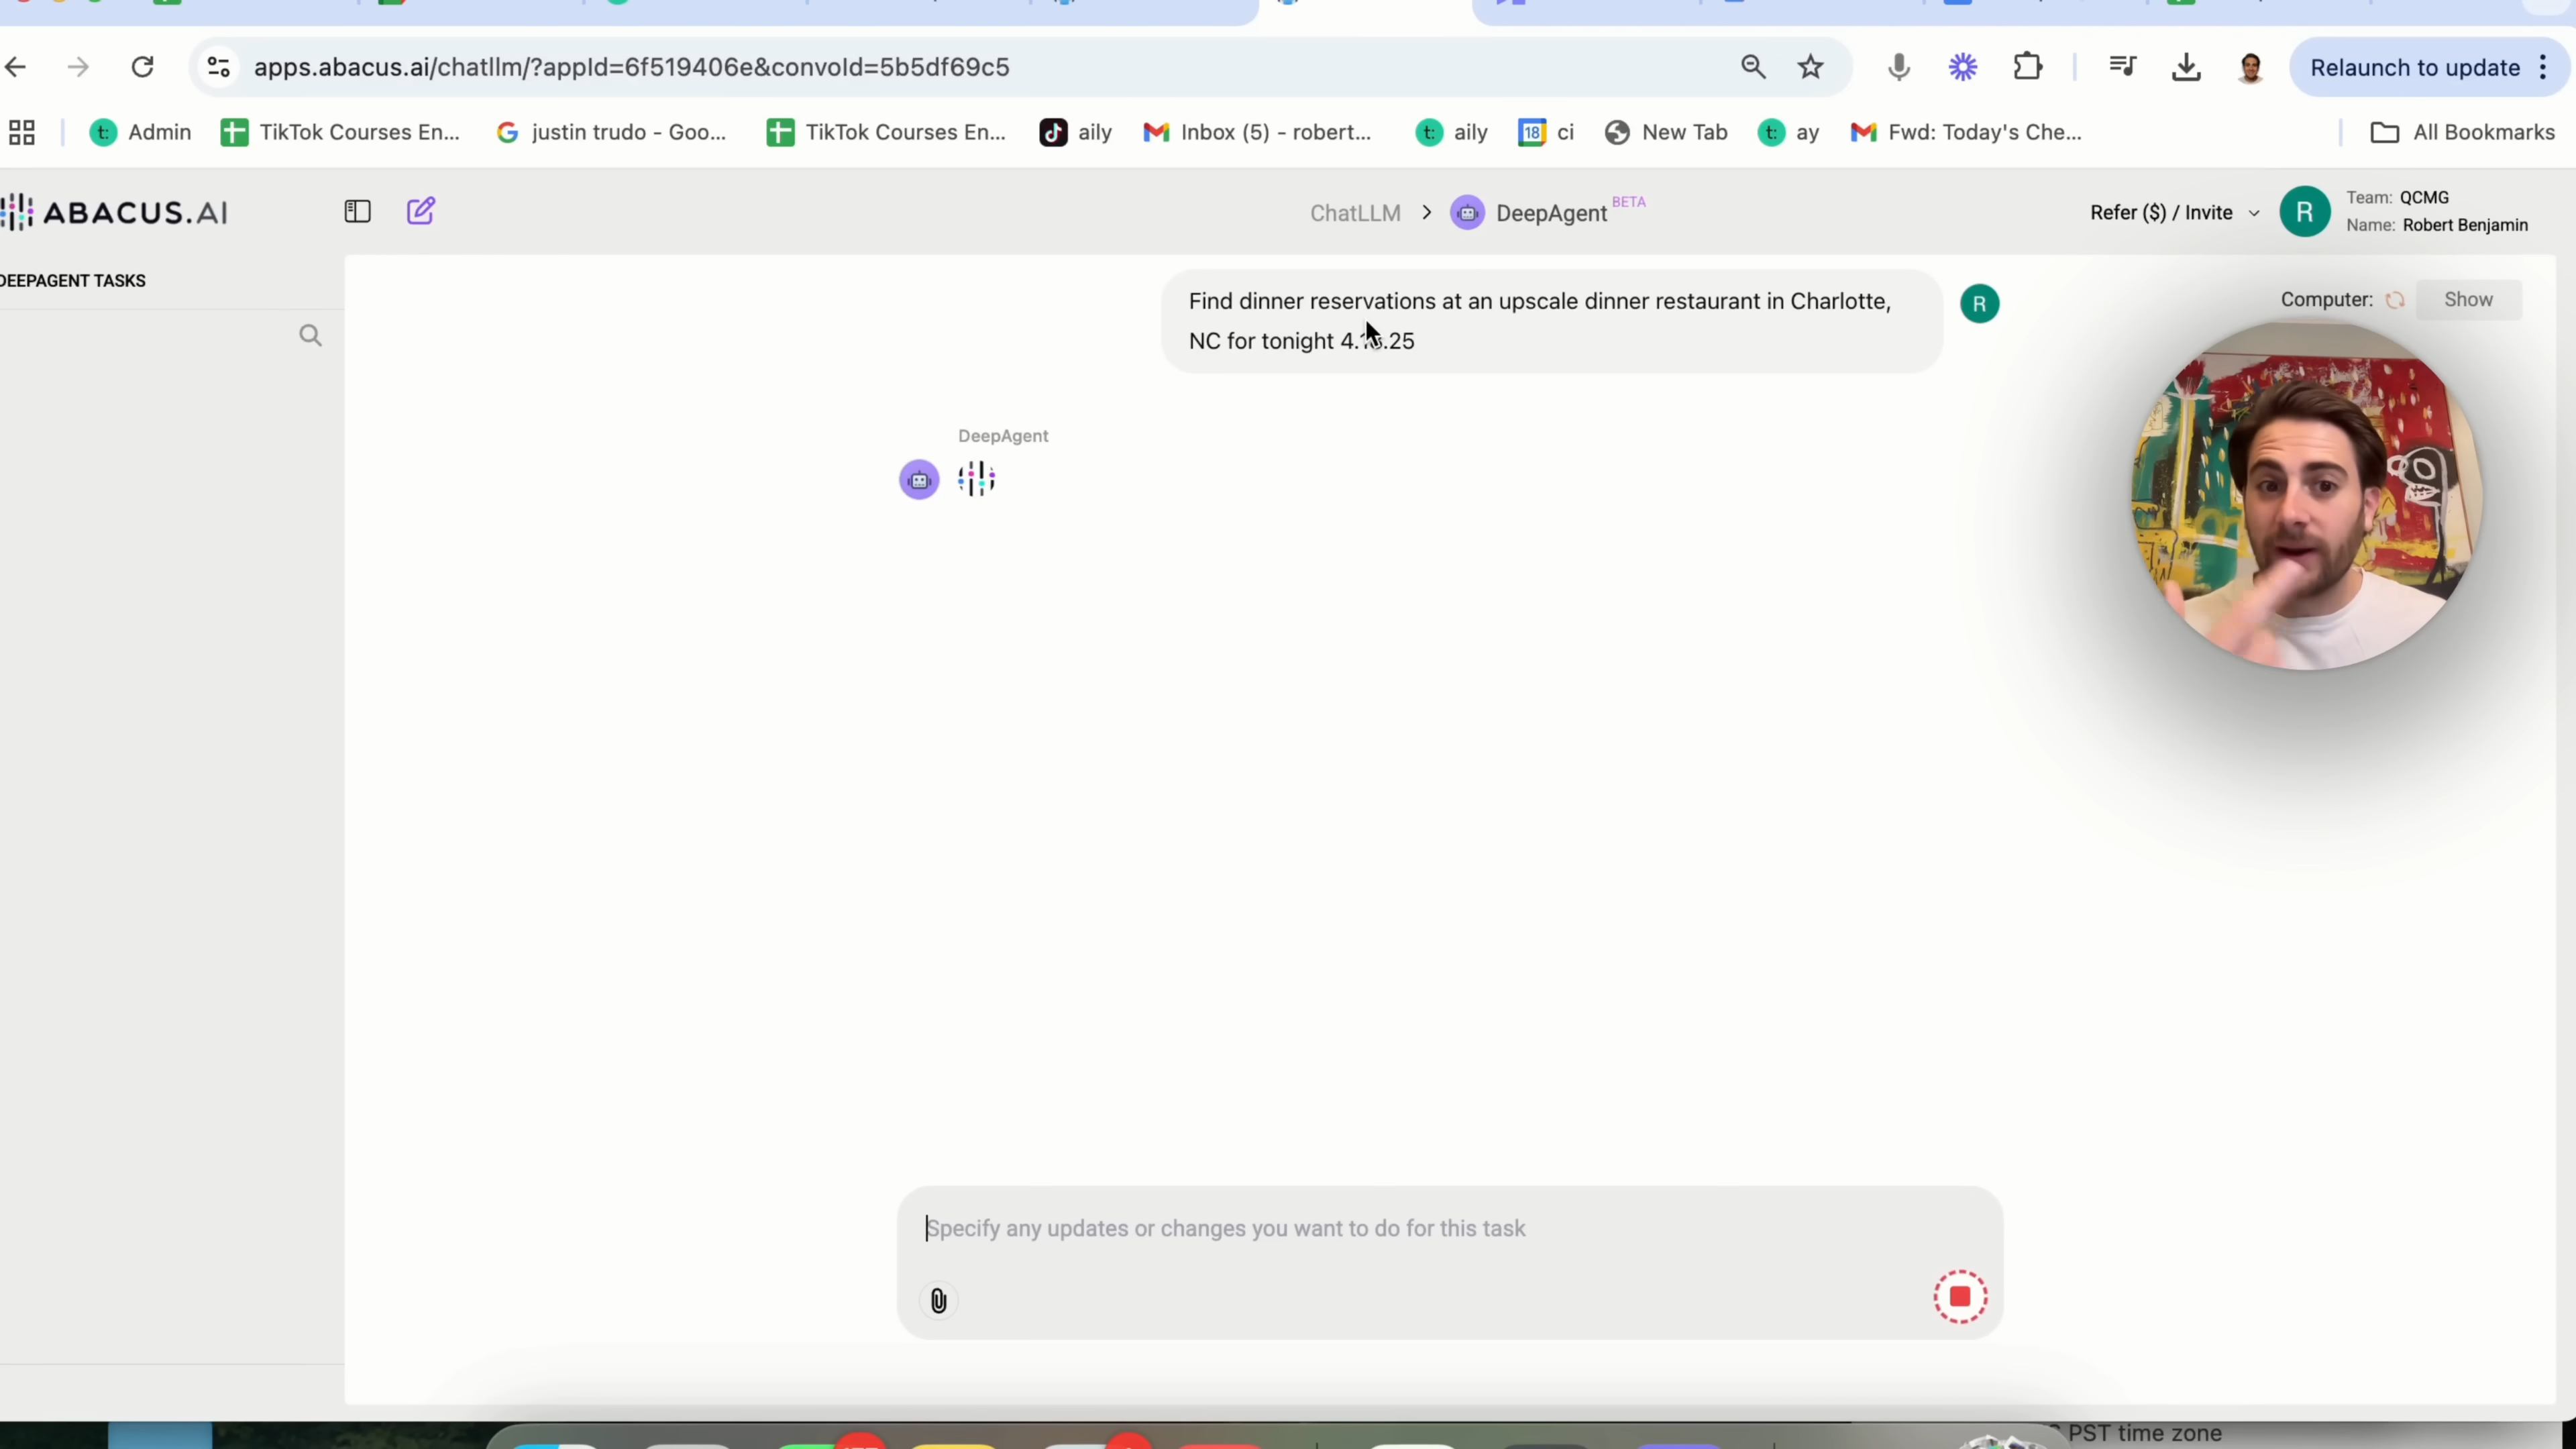 apps.abacus.ai/chatllm/?appId=6f519406e&convoId=5b5df69c5
Relaunch to update
Admin
TikTok Courses En...
justin trudo - Goo...
TikTok Courses En...
aily
Inbox (5) - robert...
aily
18
ci
New Tab
ay
Fwd: Today's Che...
All Bookmarks
ABACUS.AI
ChatLLM > DeepAgent BETA
Refer ($) / Invite
R
Team: QCMG
Name: Robert Benjamin
DEEPAGENT TASKS
Find dinner reservations at an upscale dinner restaurant in Charlotte,
NC for tonight
R
Computer:
Show
DeepAgent
Specify any updates or changes you want to do for this task
PST time zone